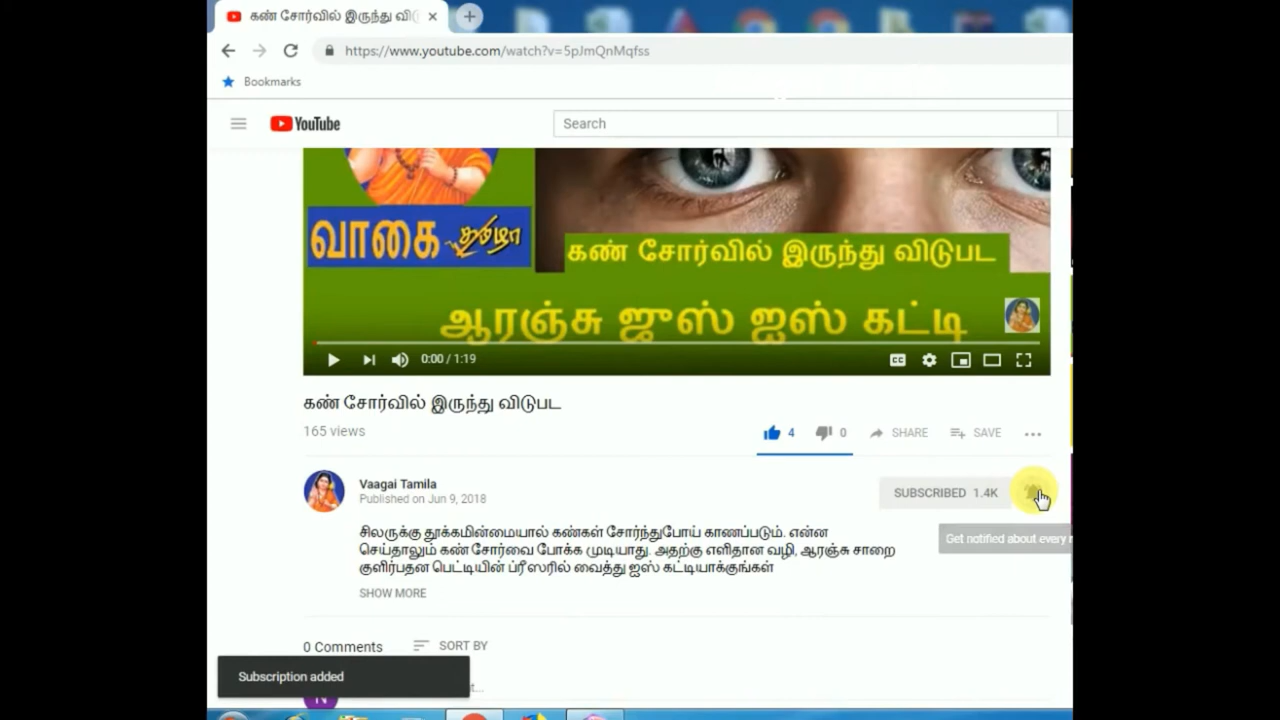 கண் சோர்வில் இருந்து விடு
https://www.youtube.com/watch?v=5pJmQnMqfss
Bookmarks
YouTube
Search
வாகை தமிழா
கண் சோர்வில் இருந்து விடுபட
ஆரஞ்சு ஜுஸ் ஐஸ் கட்டி
0:00 / 1:19
CC
கண் சோர்வில் இருந்து விடுபட
165 views
4 0 SHARE SAVE
Vaagai Tamila
Published on Jun 9, 2018
SUBSCRIBED 1.4K
Get notified about every
சிலருக்கு தூக்கமின்மையால் கண்கள் சோர்ந்துபோய் காணப்படும். என்ன
செய்தாலும் கண் சோர்வை போக்க முடியாது. அதற்கு எளிதான வழி, ஆரஞ்சு சாறை
குளிர்பதன பெட்டியின் ப்ரீஸரில் வைத்து ஐஸ் கட்டியாக்குங்கள்
SHOW MORE
0 Comments SORT BY
Subscription added
N